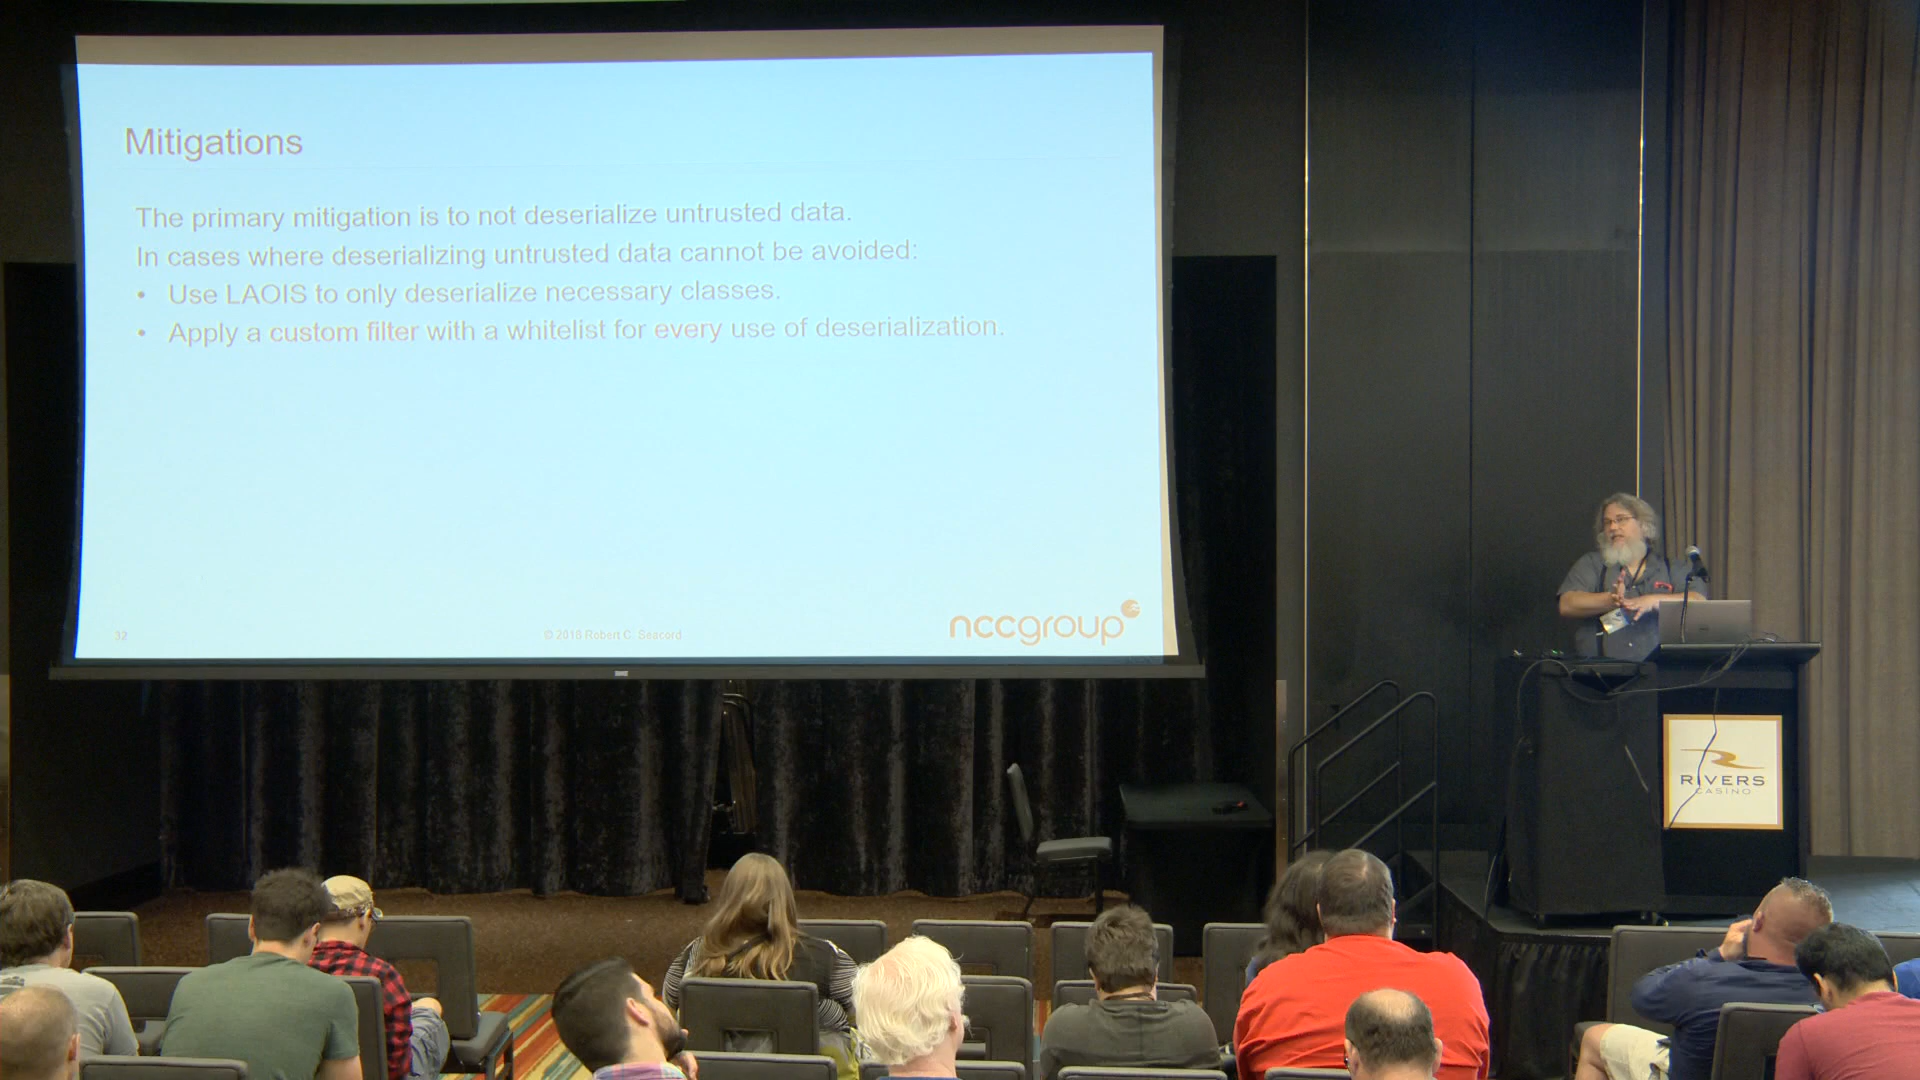 Mitigations
The primary mitigation is to not deserialize untrusted data.
In cases where deserializing untrusted data cannot be avoided:
• Use LAOIS to only deserialize necessary classes.
• Apply a custom filter with a whitelist for every use of deserialization.
32
© 2018 Robert C. Seacord
nccgroup
RIVERS
CASINO